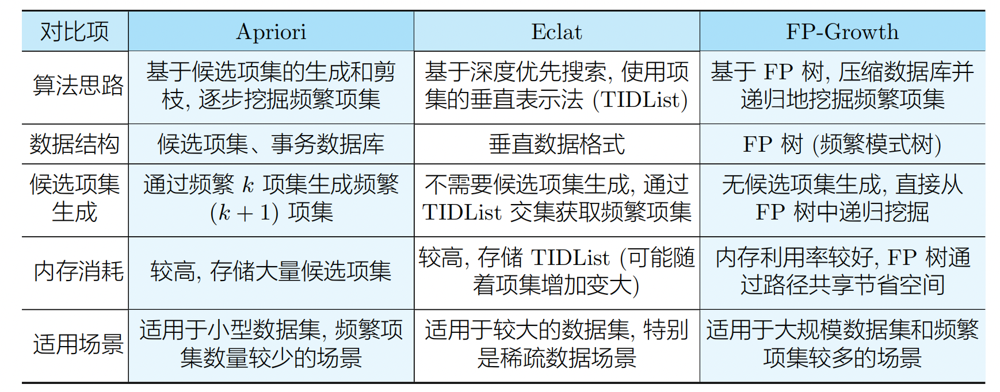 对比项 Apriori Eclat FP-Growth
算法思路
基于候选项集的生成和剪
枝, 逐步挖掘频繁项集
基于深度优先搜索, 使用项
集的垂直表示法 (TIDList)
基于 FP 树, 压缩数据库并
递归地挖掘频繁项集
数据结构 候选项集、事务数据库 垂直数据格式 FP 树 (频繁模式树)
候选项集
生成
通过频繁 k 项集生成频繁
(k + 1) 项集
不需要候选项集生成, 通过
TIDList 交集获取频繁项集
无候选项集生成, 直接从
FP 树中递归挖掘
内存消耗
较高, 存储大量候选项集
较高, 存储 TIDList (可能随
着项集增加变大)
内存利用率较好, FP 树通
过路径共享节省空间
适用场景
适用于小型数据集, 频繁项
集数量较少的场景
适用于较大的数据集, 特别
是稀疏数据场景
适用于大规模数据集和频繁
项集较多的场景